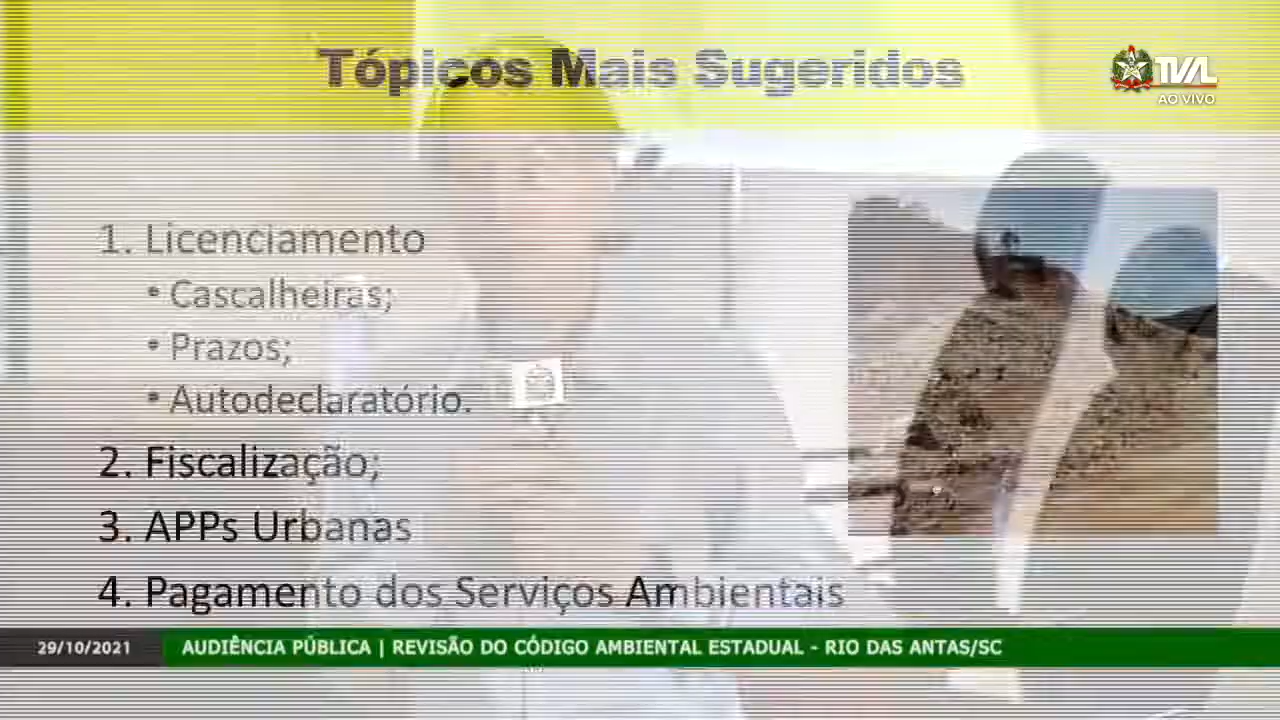 Tópicos Mais Sugeridos
TVAL
AO VIVO
1. Licenciamento
• Cascalheiras;
• Prazos;
• Autodeclaratório.
2. Fiscalização;
3. APPs Urbanas
4. Pagamento dos Serviços Ambientais
29/10/2021
AUDIÊNCIA PÚBLICA | REVISÃO DO CÓDIGO AMBIENTAL ESTADUAL - RIO DAS ANTAS/SC